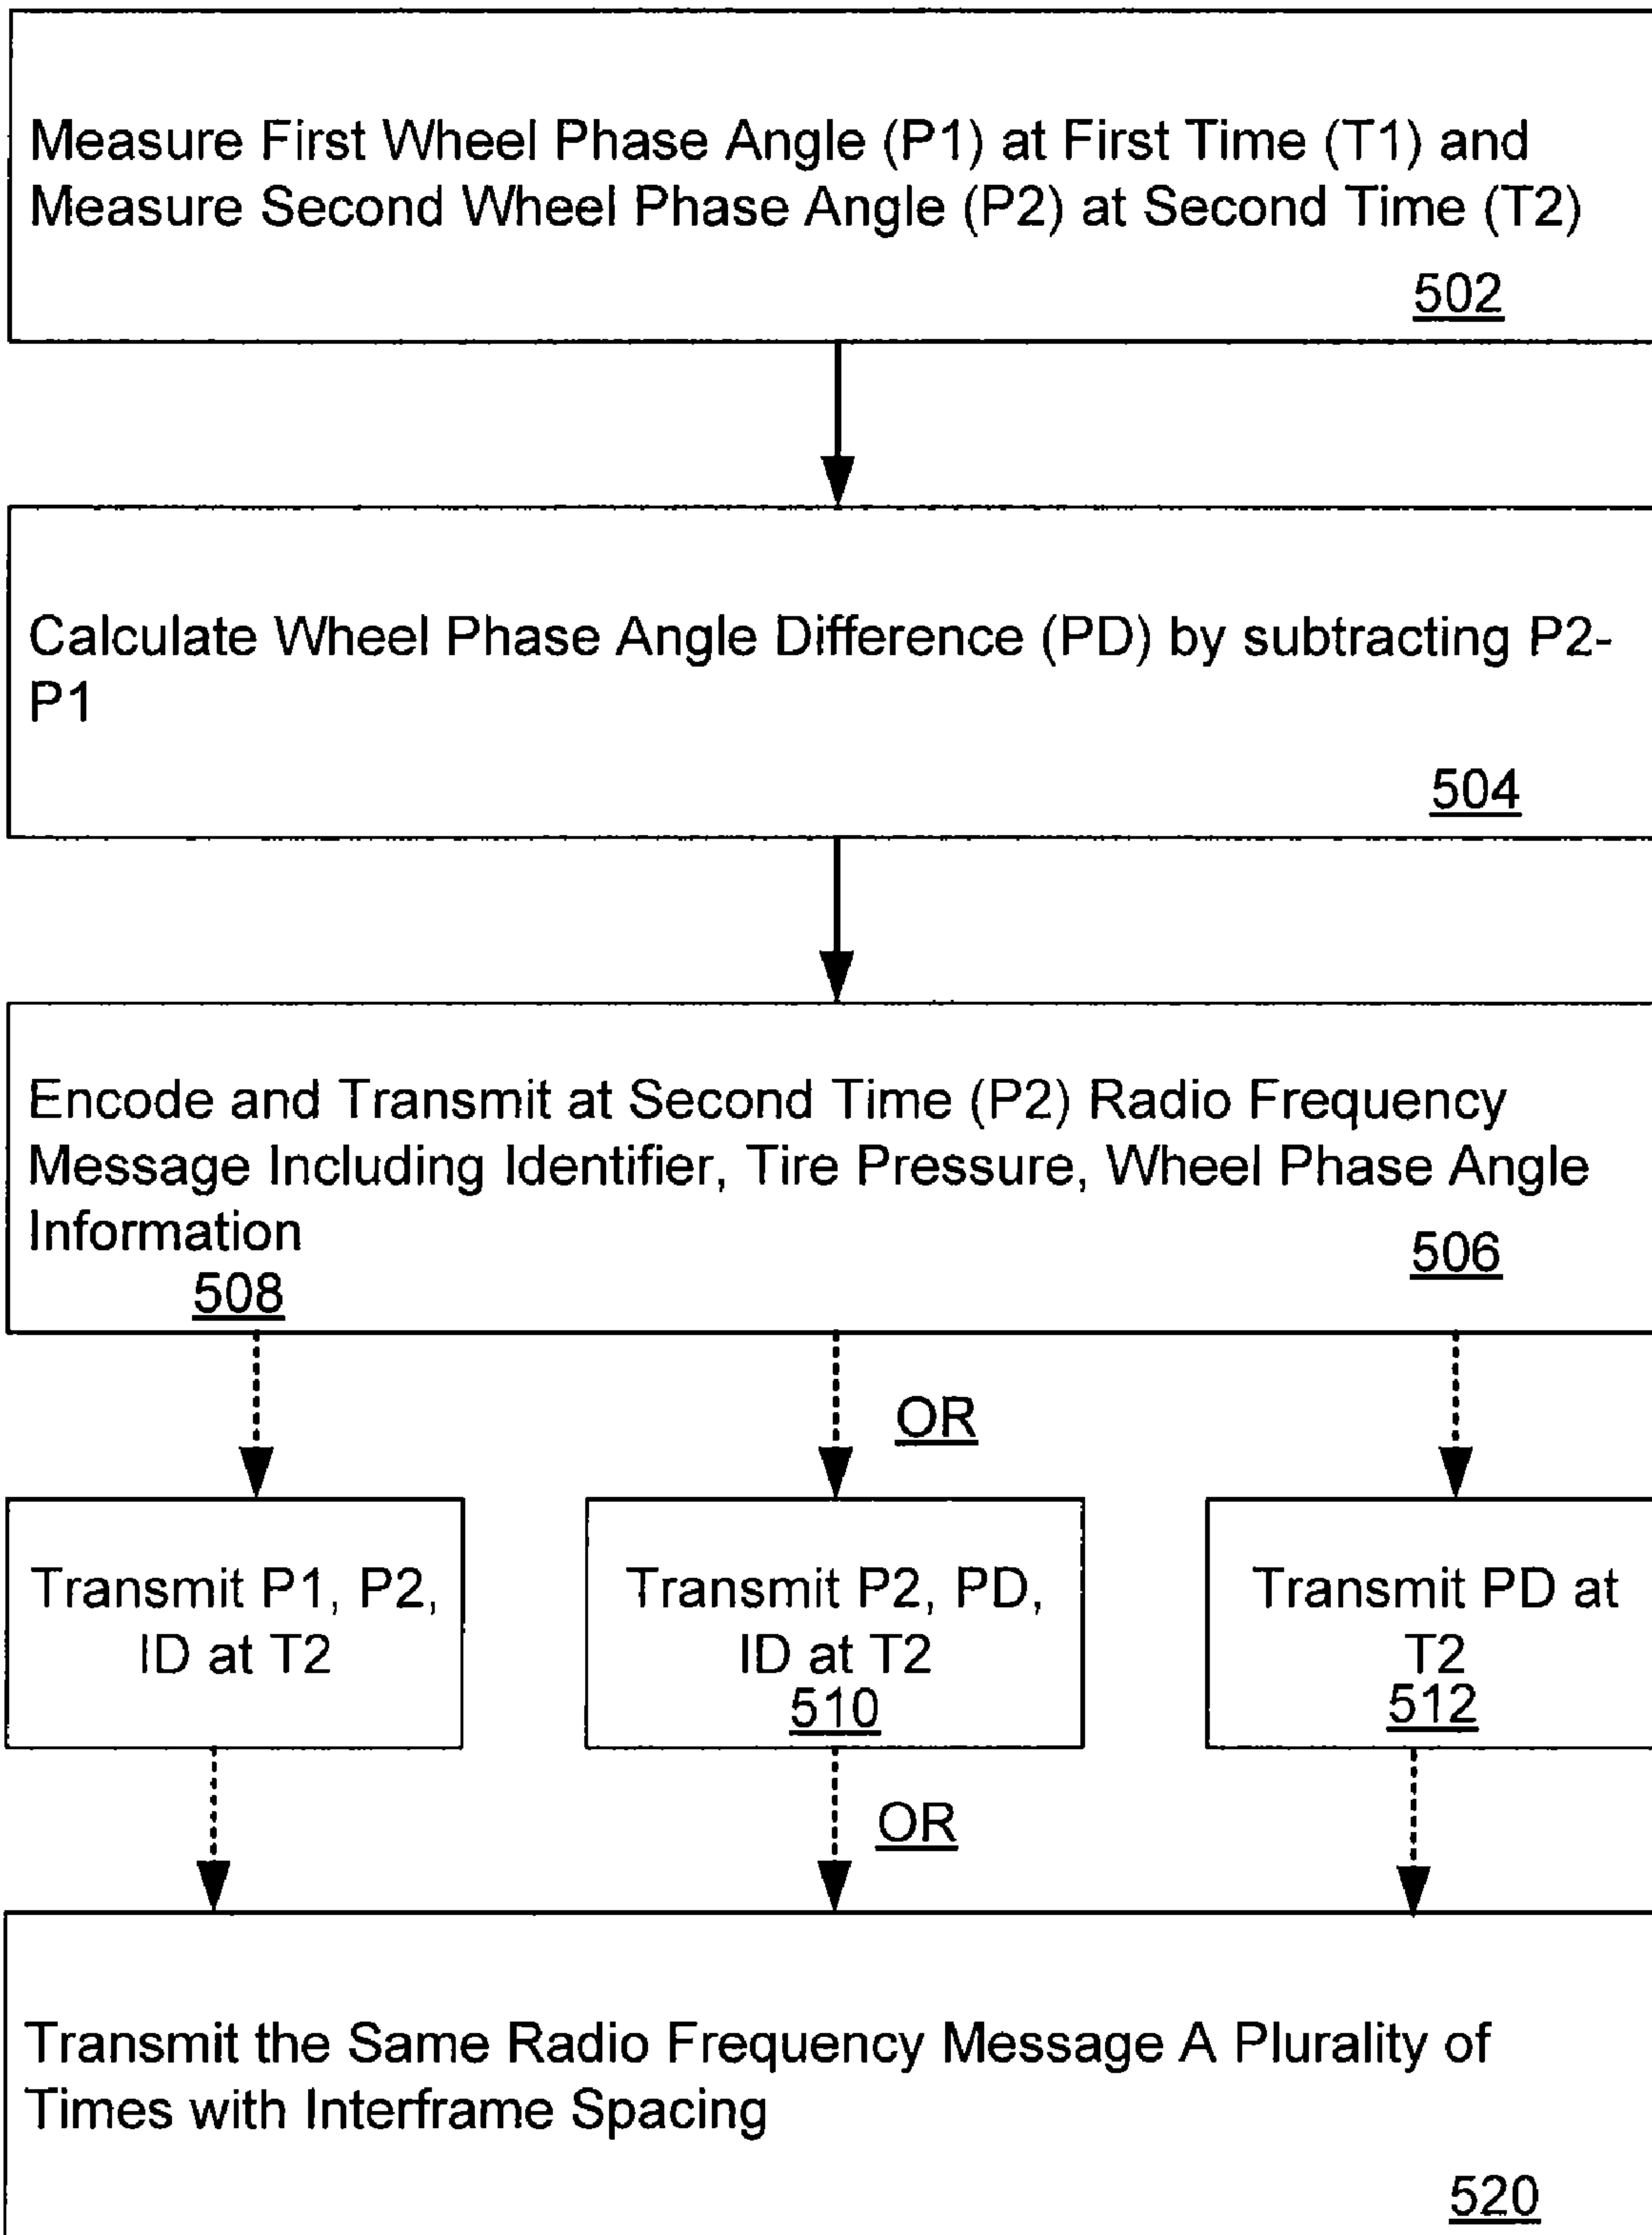 Measure First Wheel Phase Angle (P1) at First Time (T1) and
Measure Second Wheel Phase Angle (P2) at Second Time (T2)
502
Calculate Wheel Phase Angle Difference (PD) by subtracting P2-
P1
504
Encode and Transmit at Second Time (P2) Radio Frequency
Message Including Identifier, Tire Pressure, Wheel Phase Angle
Information
506
508
OR
Transmit P1, P2,
ID at T2
Transmit P2, PD,
ID at T2
510
Transmit PD at
T2
512
OR
Transmit the Same Radio Frequency Message A Plurality of
Times with Interframe Spacing
520